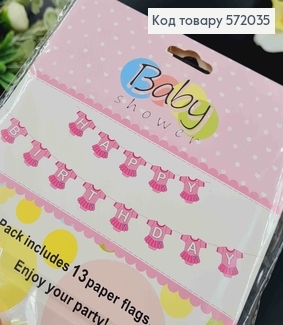 Код товару 572035
Baby
shower
HAPPY
BIRTHDAY
Pack includes 13 paper flags
Enjoy your party!